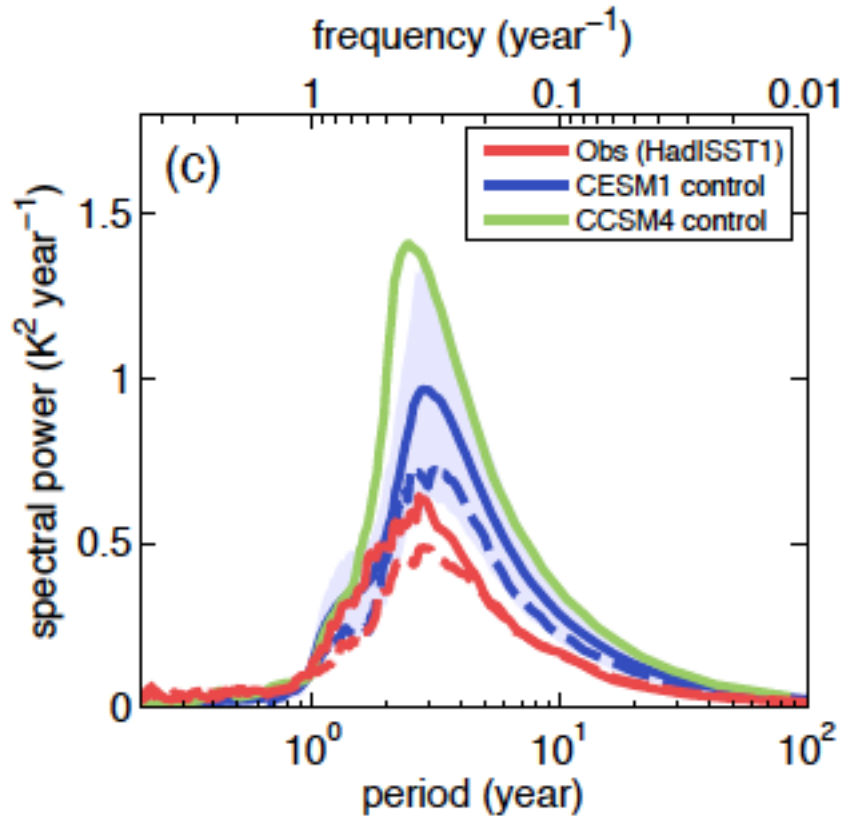 frequency (year⁻¹)
1 0.1 0.01
(c)
Obs (HadISST1)
CESM1 control
CCSM4 control
spectral power (K² year⁻¹)
1.5
1
0.5
0
10⁰ 10¹ 10²
period (year)